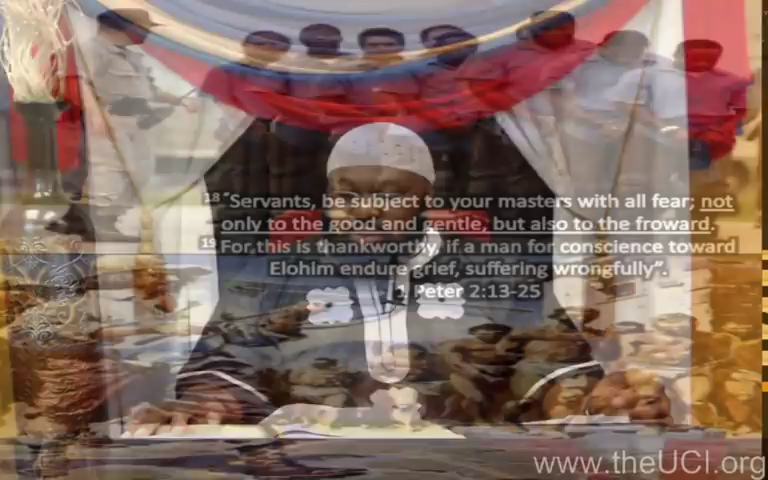 18 “Servants, be subject to your masters with all fear; not
only to the good and gentle, but also to the froward.
19 For this is thankworthy, if a man for conscience toward
Elohim endure grief, suffering wrongfully”.
1 Peter 2:13-25
www.theUCI.org